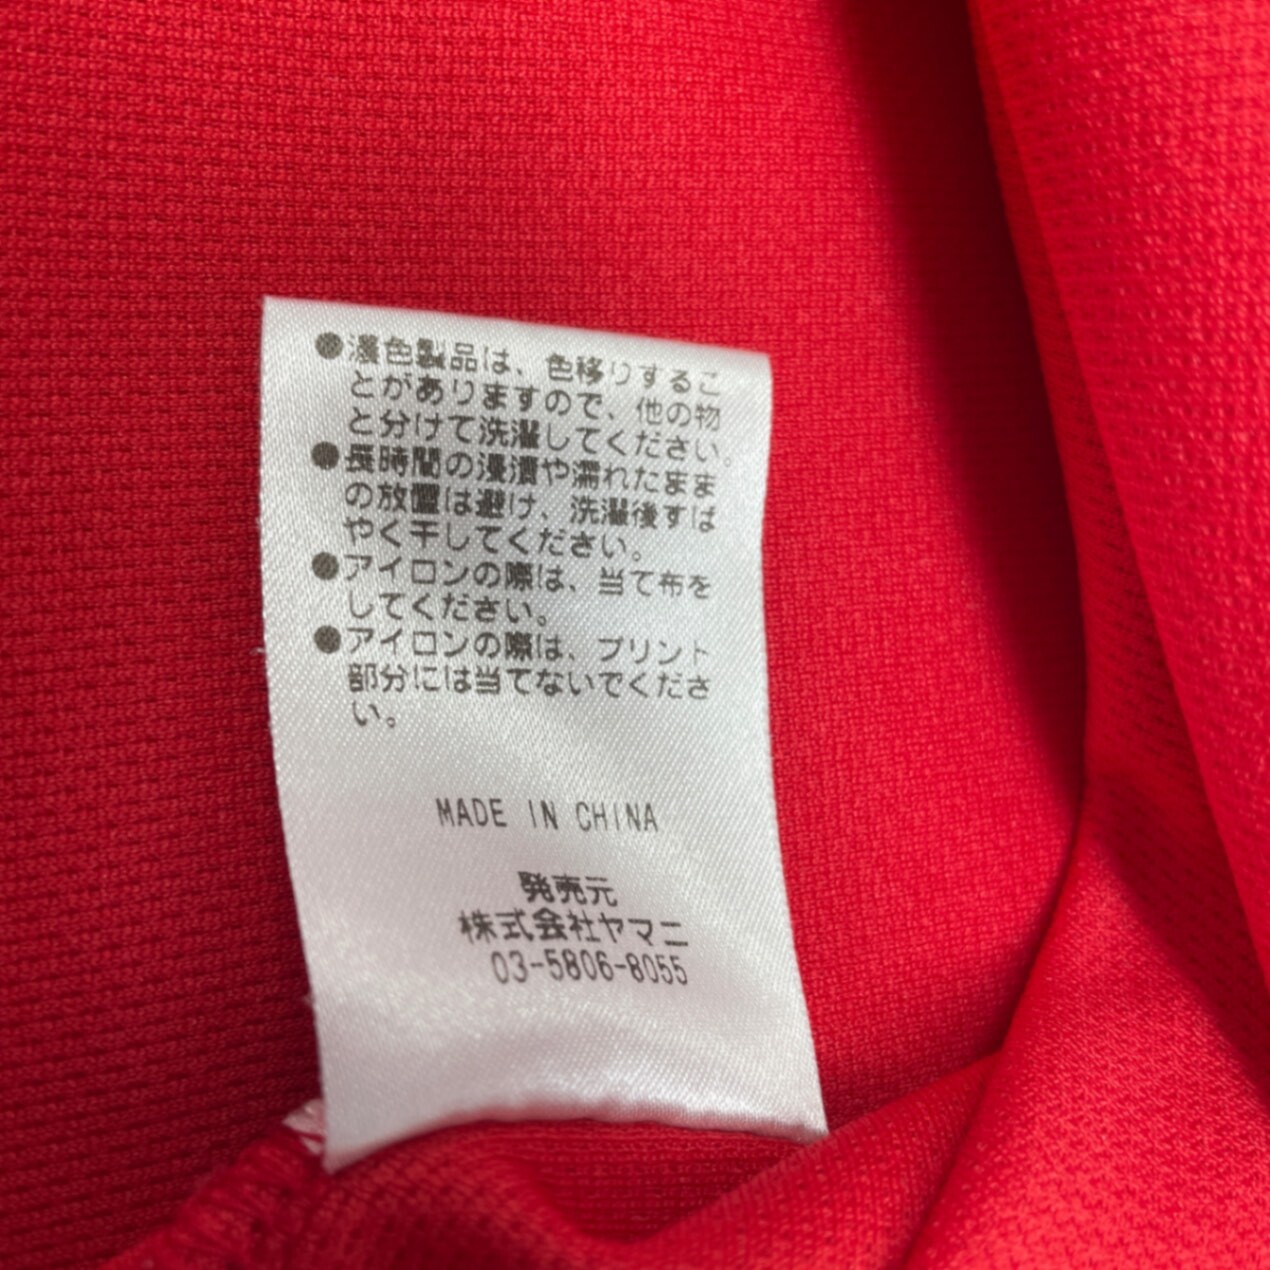 ●濃色製品は、色移りするこ
とがありますので、他の物
と分けて洗濯してください。
●長時間の浸漬や濡れたまま
の放置は避け、洗濯後すば
やく干してください。
●アイロンの際は、当て布を
してください。
●アイロンの際は、プリント
部分には当てないでくださ
い。
MADE IN CHINA
発売元
株式会社ヤマニ
03-5806-8055